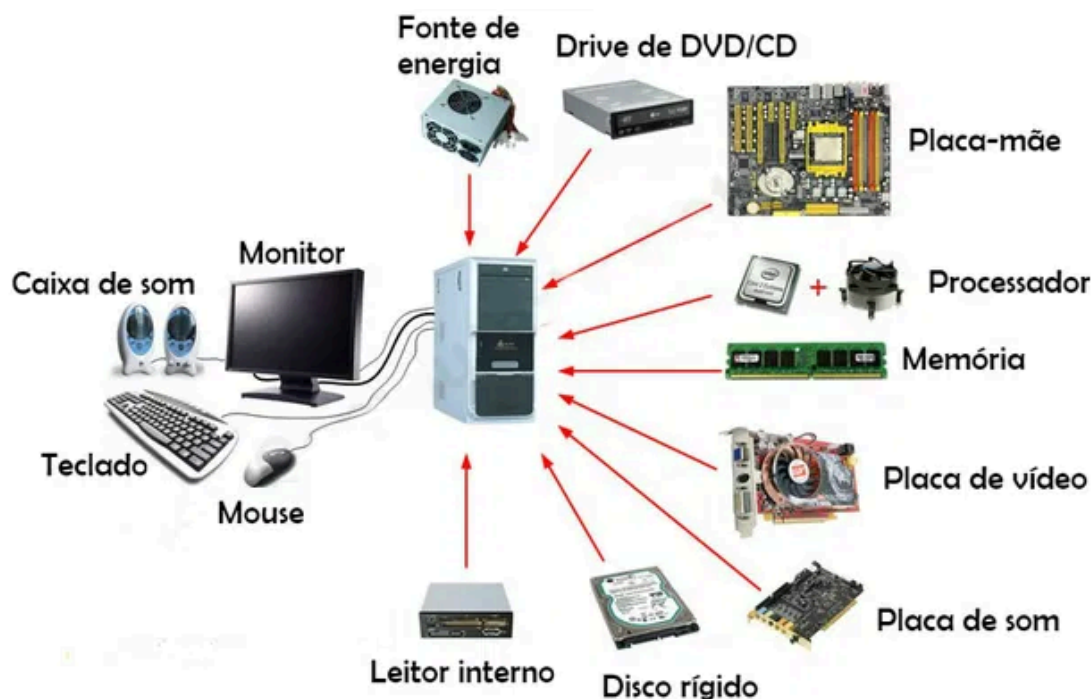 Fonte de
energia
Drive de DVD/CD
Placa-mãe
Monitor
Caixa de som
Processador
+
Memória
Teclado
Mouse
Placa de vídeo
Placa de som
Leitor interno
Disco rígido